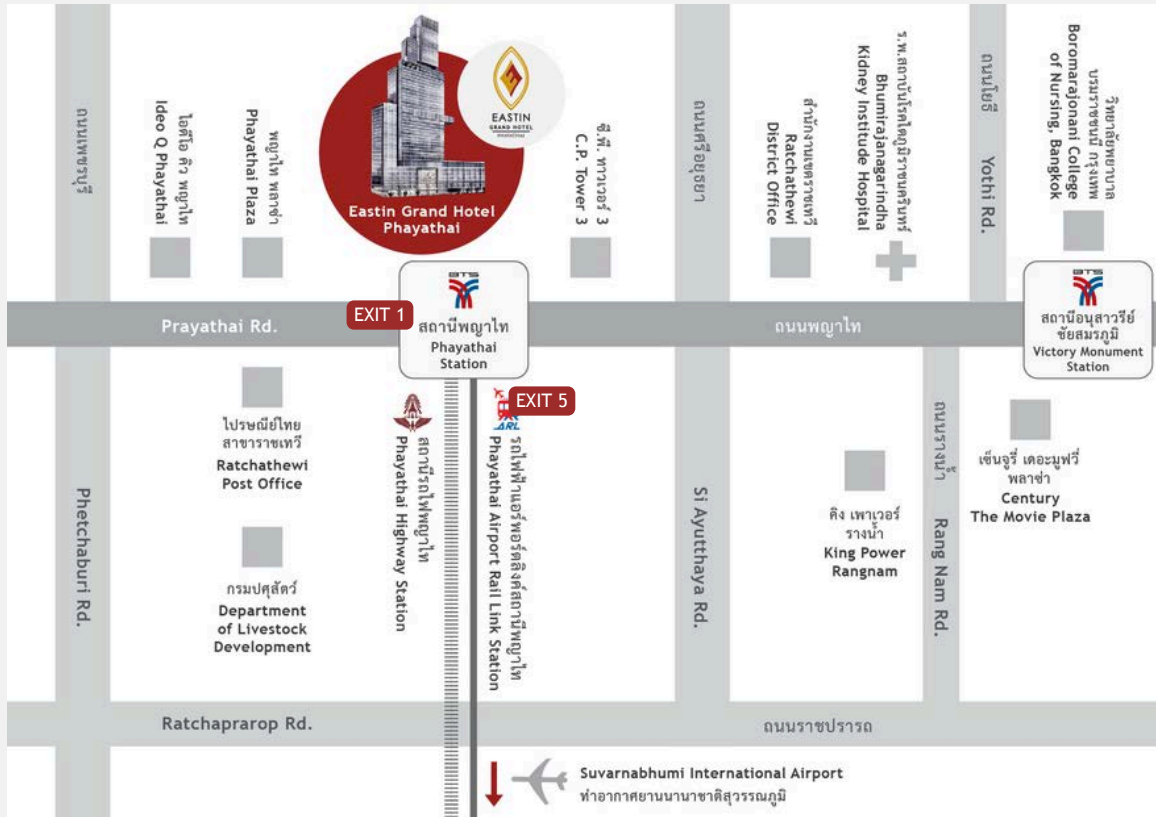 ถนนเพชรบุรี
ไอดีโอ คิว พญาไท
Ideo Q Phayathai
พญาไท พลาซ่า
Phayathai Plaza
EASTIN
GRAND HOTEL
PHAYATHAI
Eastin Grand Hotel
Phayathai
ซี.พี. ทาวเวอร์ 3
C.P. Tower 3
ถนนศรีอยุธยา
สำนักงานเขตราชเทวี
Ratchathewi
District Office
ร.พ.สถาบันโรคไตภูมิราชนครินทร์
Bhumirajanagarindha
Kidney Institude Hospital
ถนนโยธี
Yothi Rd.
วิทยาลัยพยาบาล
บรมราชชนนี กรุงเทพ
Boromarajonani College
of Nursing, Bangkok
Prayathai Rd.
EXIT 1
BTS
สถานีพญาไท
Phayathai
Station
ถนนพญาไท
BTS
สถานีอนุสาวรีย์
ชัยสมรภูมิ
Victory Monument
Station
ไปรษณีย์ไทย
สาขาราชเทวี
Ratchathewi
Post Office
สถานีรถไฟพญาไท
Phayathai Highway Station
EXIT 5
ARL
รถไฟฟ้าแอร์พอร์ตลิงค์สถานีพญาไท
Phayathai Airport Rail Link Station
ถนนรางน้ำ
Rang Nam Rd.
เซ็นจูรี่ เดอะมูฟวี่
พลาซ่า
Century
The Movie Plaza
Phetchaburi Rd.
Si Ayutthaya Rd.
คิง เพาเวอร์
รางน้ำ
King Power
Rangnam
กรมปศุสัตว์
Department
of Livestock
Development
Ratchaprarop Rd.
ถนนราชปรารถ
Suvarnabhumi International Airport
ท่าอากาศยานนานาชาติสุวรรณภูมิ